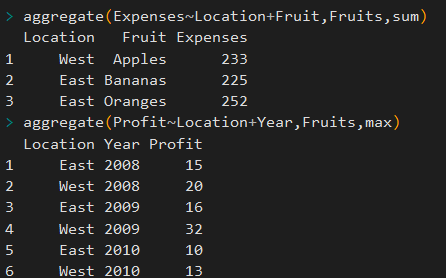 > aggregate(Expenses~Location+Fruit,Fruits,sum)
  Location   Fruit Expenses
1     West  Apples      233
2     East Bananas      225
3     East Oranges      252
> aggregate(Profit~Location+Year,Fruits,max)
  Location Year Profit
1     East 2008     15
2     West 2008     20
3     East 2009     16
4     West 2009     32
5     East 2010     10
6     West 2010     13